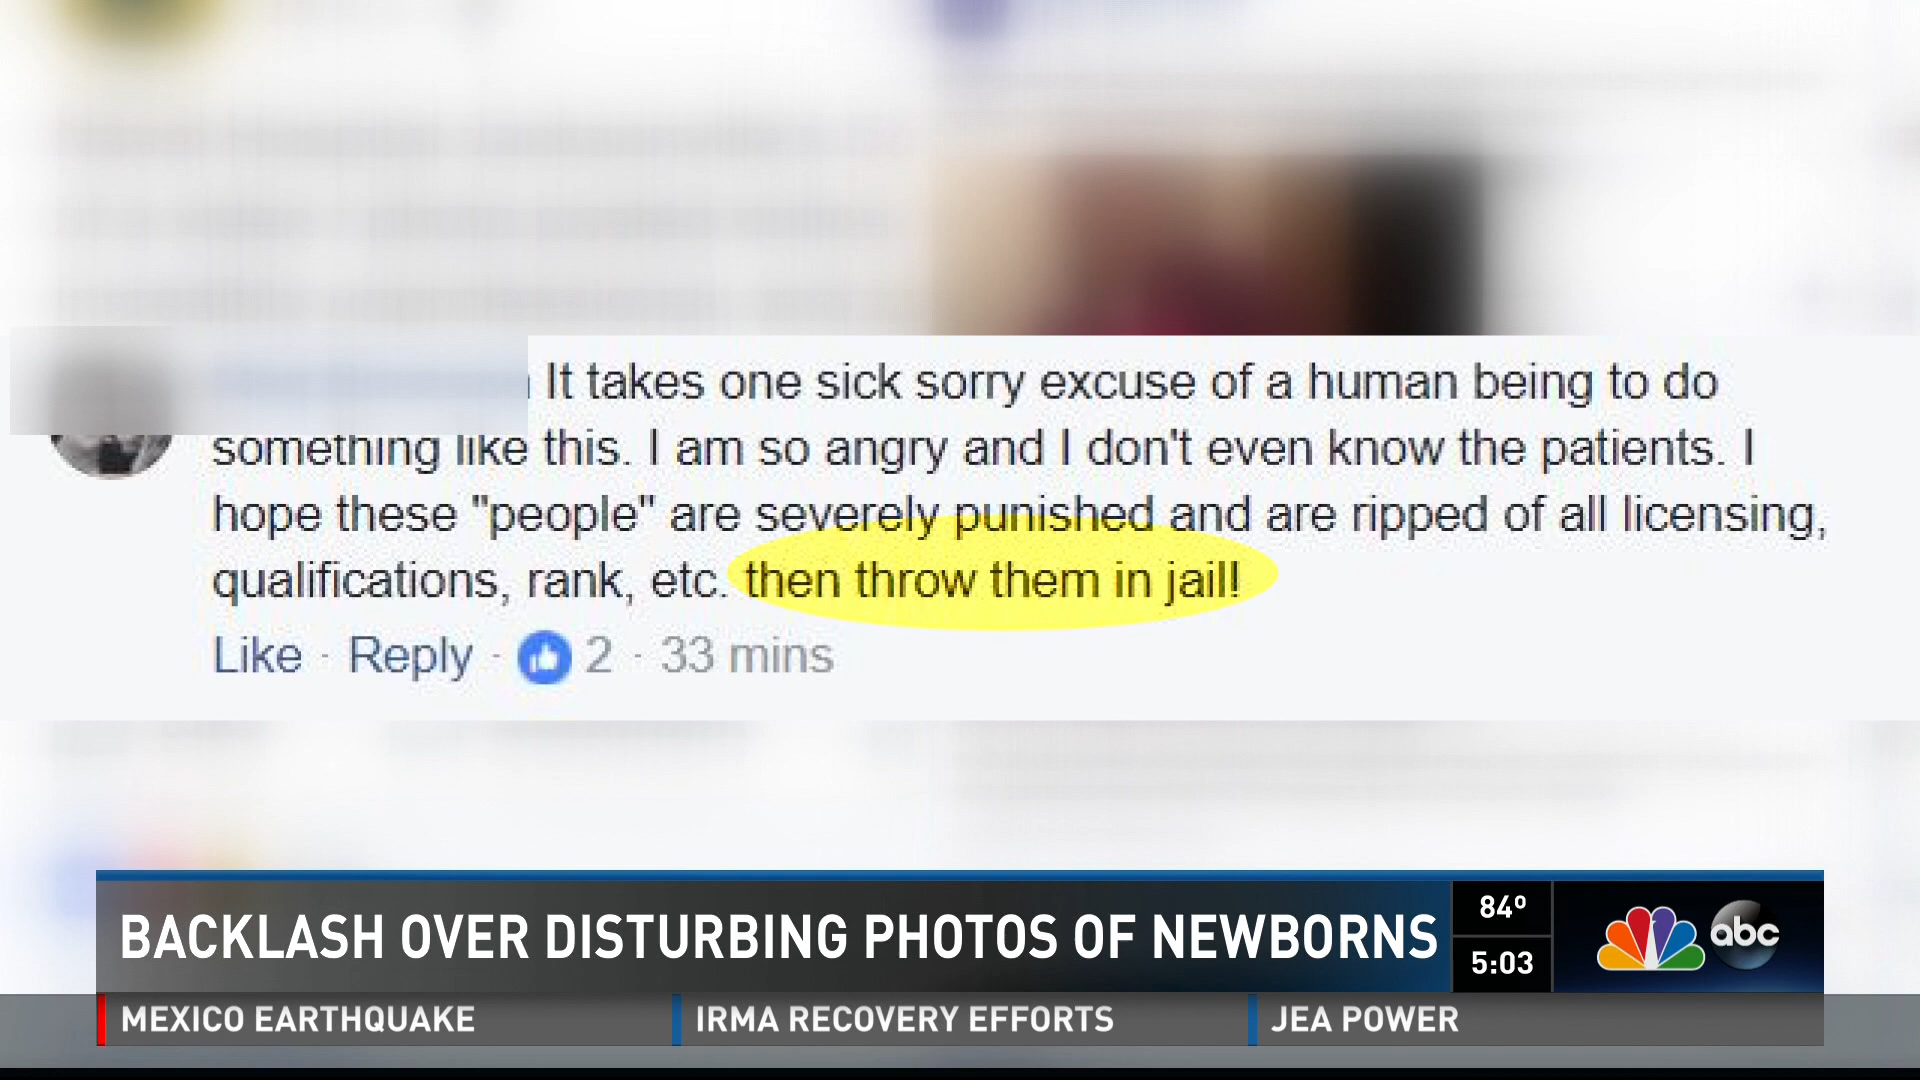 It takes one sick sorry excuse of a human being to do
something like this. I am so angry and I don't even know the patients. I
hope these "people" are severely punished and are ripped of all licensing,
qualifications, rank, etc. then throw them in jail!
Like · Reply · 2 · 33 mins
BACKLASH OVER DISTURBING PHOTOS OF NEWBORNS
84°
5:03
abc
MEXICO EARTHQUAKE
IRMA RECOVERY EFFORTS
JEA POWER